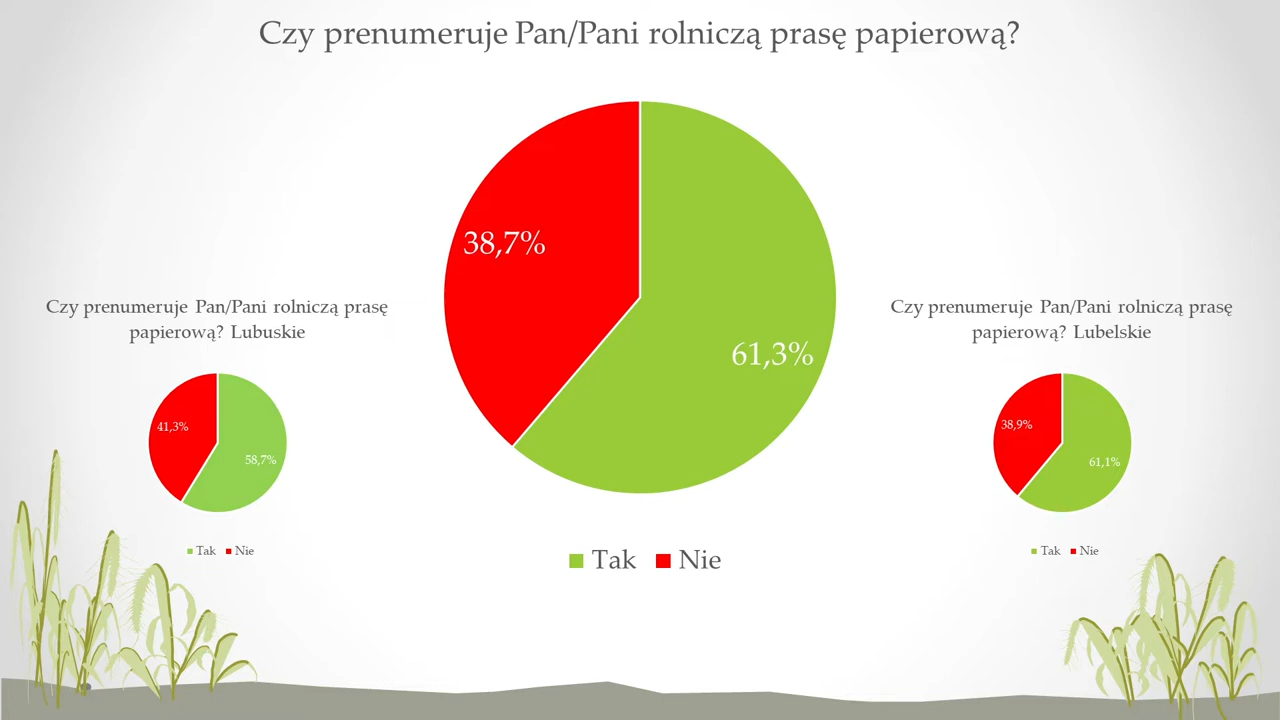 Czy prenumeruje Pan/Pani rolniczą prasę papierową?
38,7%
61,3%
Tak Nie
Czy prenumeruje Pan/Pani rolniczą prasę
papierową? Lubuskie
41,3%
58,7%
Tak Nie
Czy prenumeruje Pan/Pani rolniczą prasę
papierową? Lubelskie
38,9%
61,1%
Tak Nie